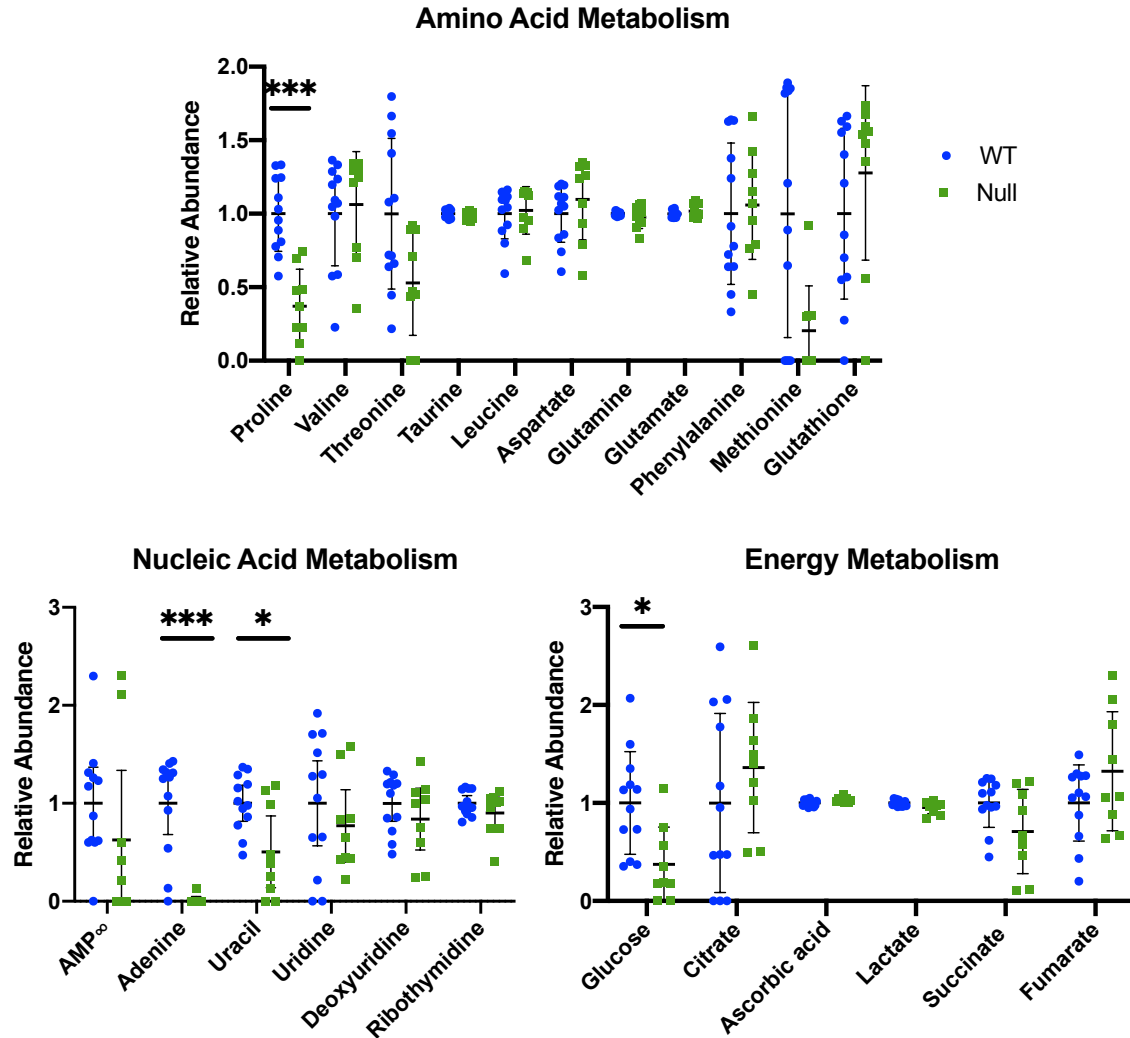 Amino Acid Metabolism
Relative Abundance
2.0
1.5
1.0
0.5
0.0
***
WT
Null
Proline
Valine
Threonine
Taurine
Leucine
Aspartate
Glutamine
Glutamate
Phenylalanine
Methionine
Glutathione
Nucleic Acid Metabolism
Relative Abundance
3
2
1
0
***
*
AMP∞
Adenine
Uracil
Uridine
Deoxyuridine
Ribothymidine
Energy Metabolism
Relative Abundance
3
2
1
0
*
Glucose
Citrate
Ascorbic acid
Lactate
Succinate
Fumarate